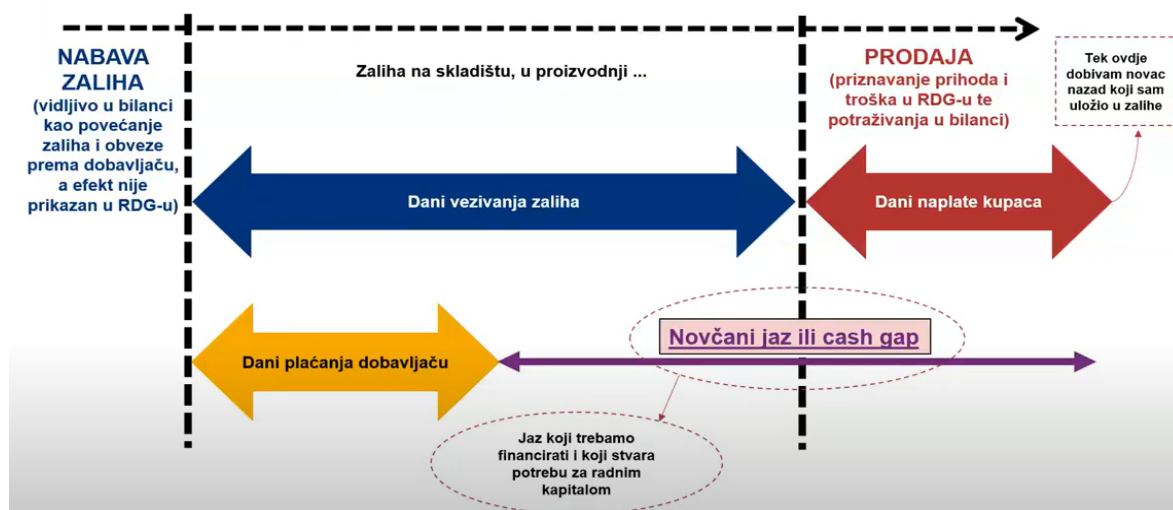 NABAVA
ZALIHA
(vidljivo u bilanci
kao povećanje
zaliha i obveze
prema dobavljaču,
a efekt nije
prikazan u RDG-u)
Zaliha na skladištu, u proizvodnji ...
PRODAJA
(priznavanje prihoda i
troška u RDG-u te
potraživanja u bilanci)
Tek ovdje
dobivam novac
nazad koji sam
uložio u zalihe
Dani vezivanja zaliha
Dani naplate kupaca
Dani plaćanja dobavljaču
Novčani jaz ili cash gap
Jaz koji trebamo
financirati i koji stvara
potrebu za radnim
kapitalom